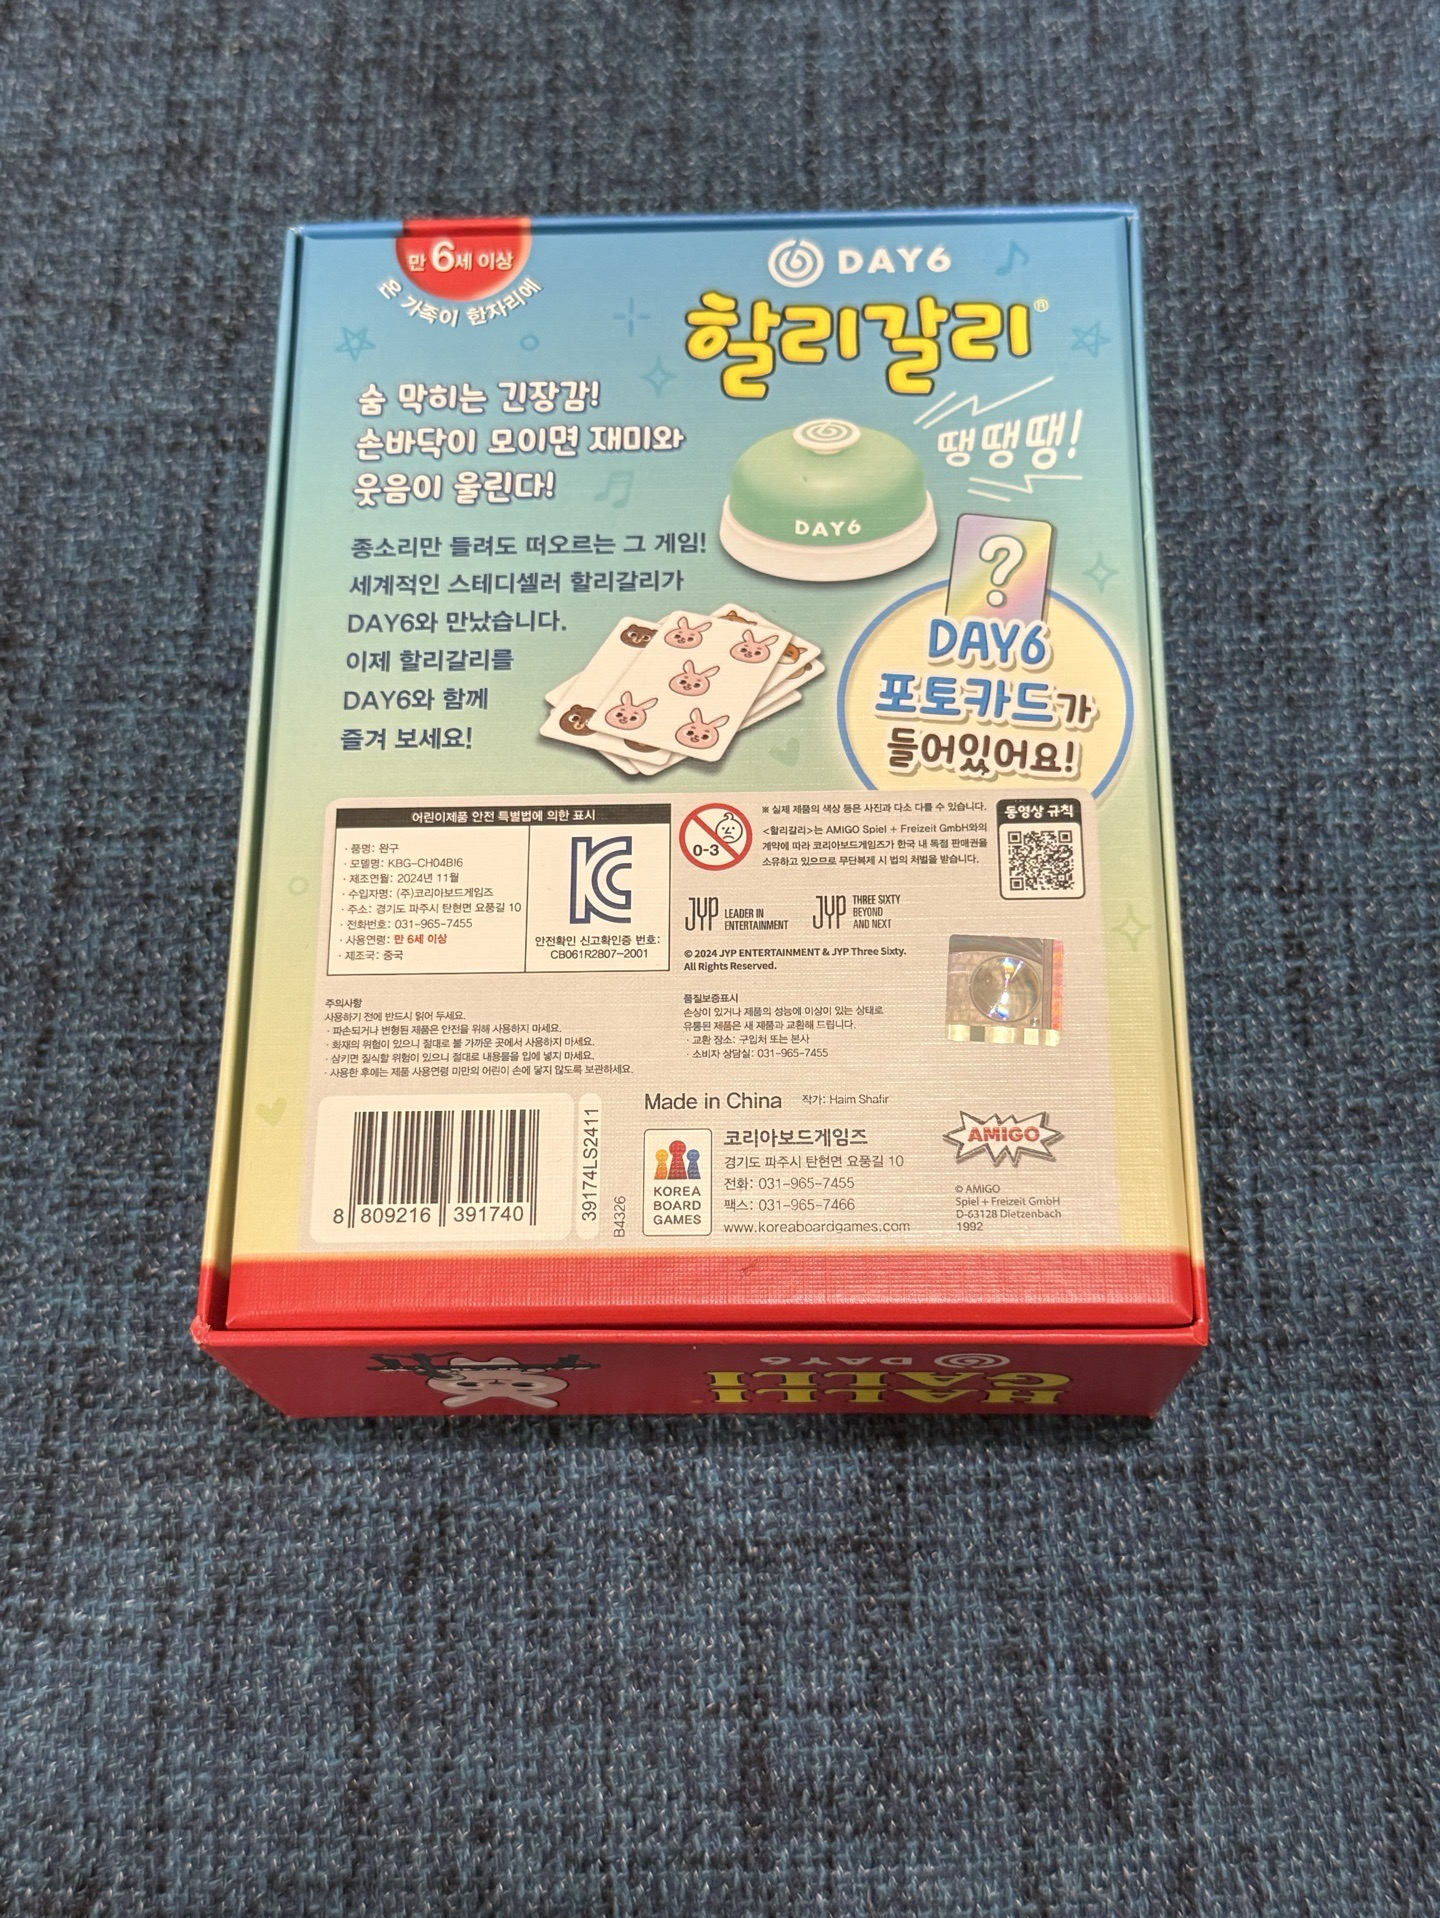 만 6세 이상
온 가족이 한자리에
DAY6
할리갈리®
숨 막히는 긴장감!
손바닥이 모이면 재미와
웃음이 울린다!
땡땡땡!
DAY6
종소리만 들려도 떠오르는 그 게임!
세계적인 스테디셀러 할리갈리가
DAY6와 만났습니다.
이제 할리갈리를
DAY6와 함께
즐겨 보세요!
?
DAY6
포토카드가
들어있어요!
어린이제품 안전 특별법에 의한 표시
· 품명: 완구
· 모델명: KBG-CH04BI6
· 제조연월: 2024년 11월
· 수입자명: (주)코리아보드게임즈
· 주소: 경기도 파주시 탄현면 요풍길 10
· 전화번호: 031-965-7455
· 사용연령: 만 6세 이상
· 제조국: 중국
KC
안전확인 신고확인증 번호:
CB061R2807-2001
0-3
※ 실제 제품의 색상 등은 사진과 다소 다를 수 있습니다.
<할리갈리>는 AMIGO Spiel + Freizeit GmbH와의
계약에 따라 코리아보드게임즈가 한국 내 독점 판매권을
소유하고 있으므로 무단복제 시 법의 처벌을 받습니다.
동영상 규칙
JYP LEADER IN
ENTERTAINMENT
JYP THREE SIXTY
BEYOND
AND NEXT
© 2024 JYP ENTERTAINMENT & JYP Three Sixty.
All Rights Reserved.
주의사항
사용하기 전에 반드시 읽어 두세요.
· 파손되거나 변형된 제품은 안전을 위해 사용하지 마세요.
· 화재의 위험이 있으니 절대로 불 가까운 곳에서 사용하지 마세요.
· 삼키면 질식할 위험이 있으니 절대로 내용물을 입에 넣지 마세요.
· 사용한 후에는 제품 사용연령 미만의 어린이 손에 닿지 않도록 보관하세요.
품질보증표시
손상이 있거나 제품의 성능에 이상이 있는 상태로
유통된 제품은 새 제품과 교환해 드립니다.
· 교환 장소: 구입처 또는 본사
· 소비자 상담실: 031-965-7455
8 809216 391740
39174LS2411
B4326
Made in China 작가: Haim Shafir
KOREA
BOARD
GAMES
코리아보드게임즈
경기도 파주시 탄현면 요풍길 10
전화: 031-965-7455
팩스: 031-965-7466
www.koreaboardgames.com
AMIGO
© AMIGO
Spiel + Freizeit GmbH
D-63128 Dietzenbach
1992
DAY6
HALLI
GALLI